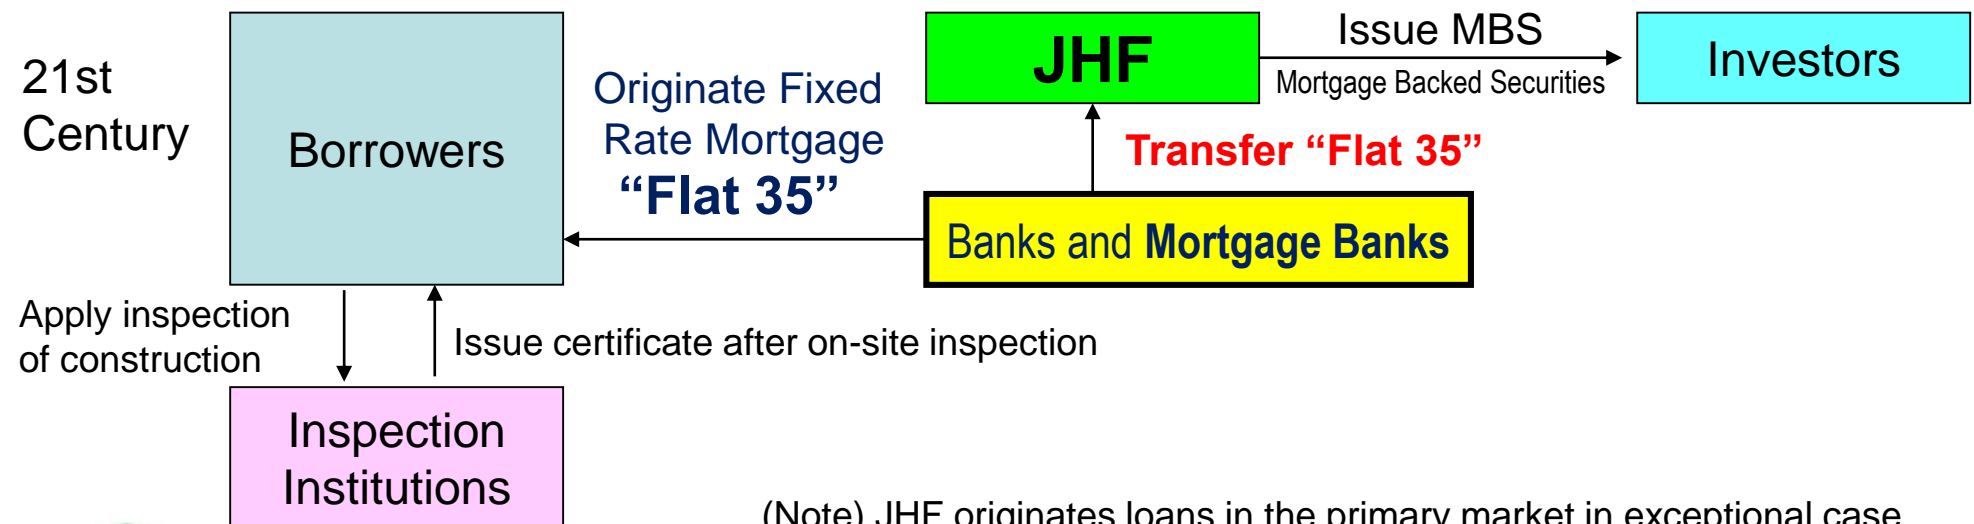 21st
Century
Borrowers
Originate Fixed
Rate Mortgage
“Flat 35”
JHF
Issue MBS
Mortgage Backed Securities
Investors
Transfer “Flat 35”
Banks and Mortgage Banks
Apply inspection
of construction
Issue certificate after on-site inspection
Inspection
Institutions
(Note) JHF originates loans in the primary market in exceptional case